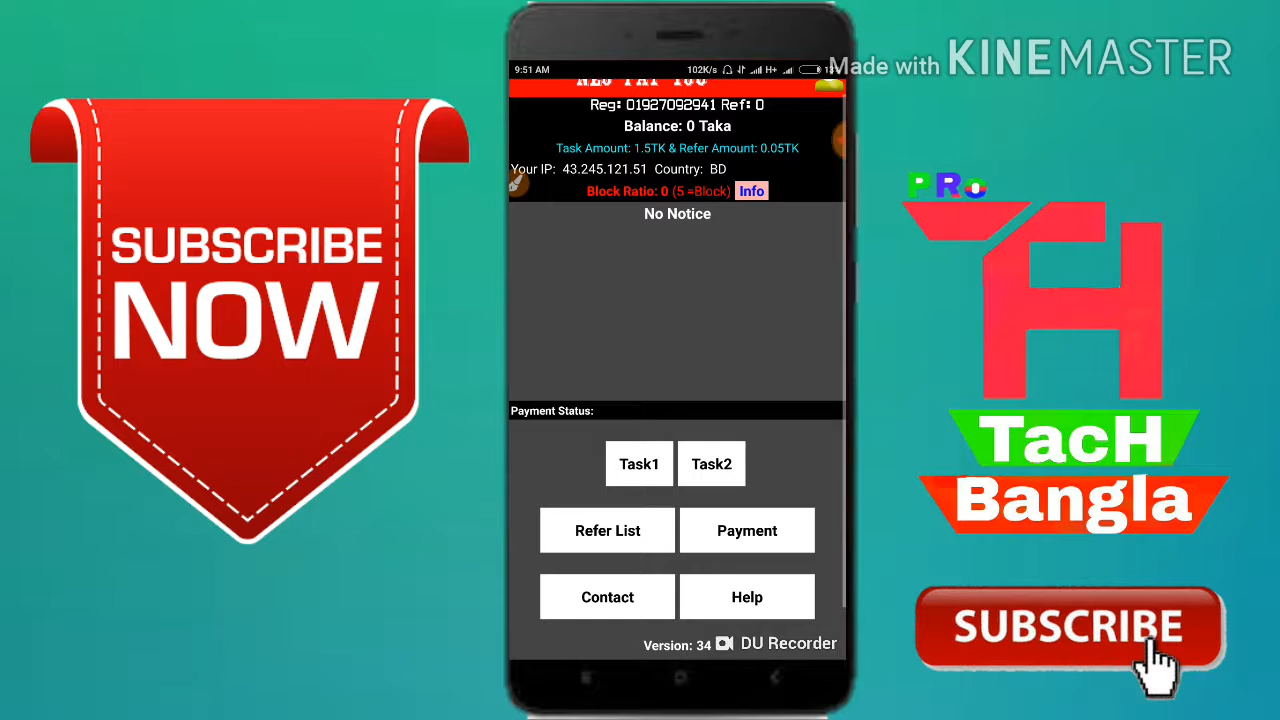 SUBSCRIBE
NOW
9:51 AM
102K/s
H+
Made with KINEMASTER
Reg: 01927092941 Ref: 0
Balance: 0 Taka
Task Amount: 1.5TK & Refer Amount: 0.05TK
Your IP: 43.245.121.51 Country: BD
Block Ratio: 0 (5 =Block) Info
No Notice
Payment Status:
Task1 Task2
Refer List Payment
Contact Help
Version: 34
DU Recorder
PRo
TH
TacH
Bangla
SUBSCRIBE